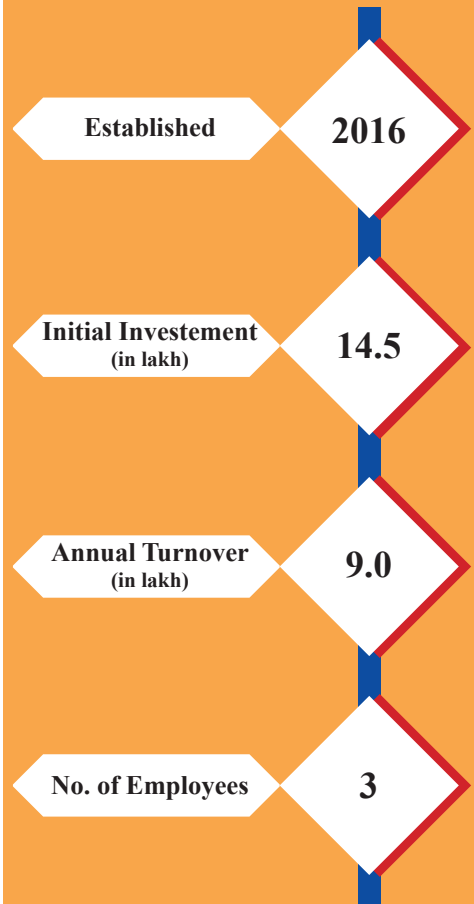 Established
2016
Initial Investement
(in lakh)
14.5
Annual Turnover
(in lakh)
9.0
No. of Employees
3